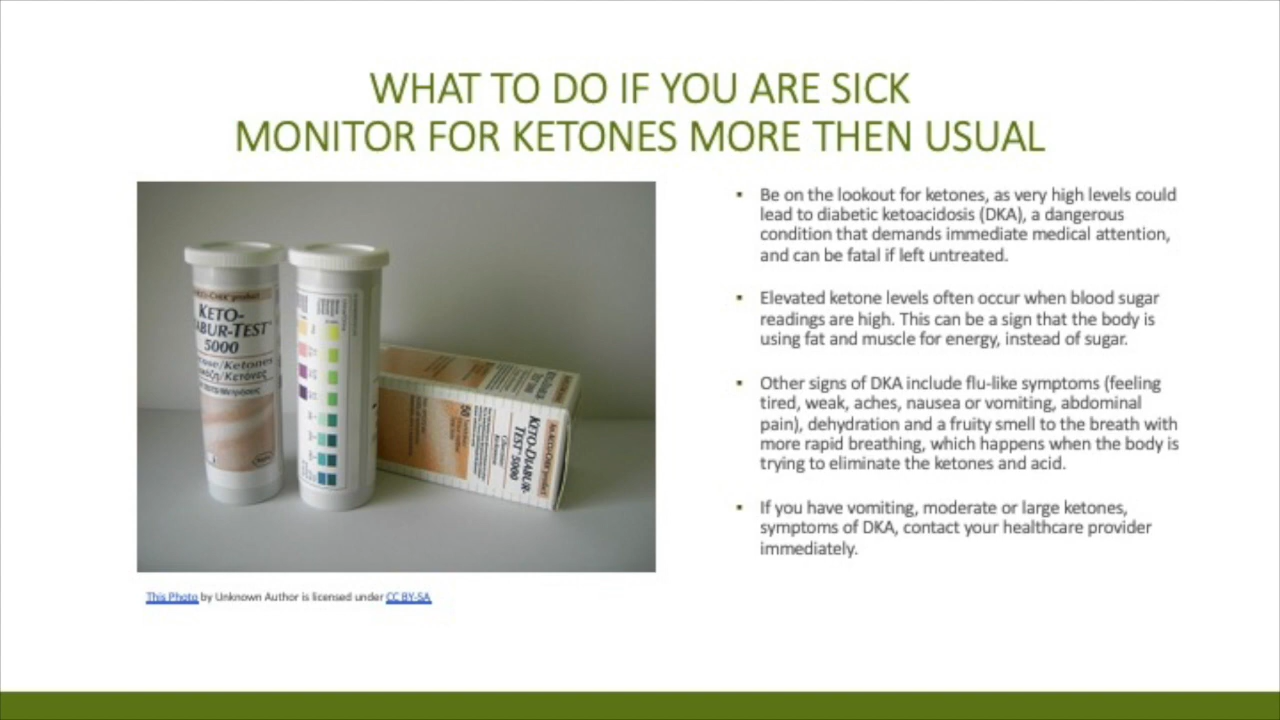 WHAT TO DO IF YOU ARE SICK
MONITOR FOR KETONES MORE THEN USUAL
Be on the lookout for ketones, as very high levels could
lead to diabetic ketoacidosis (DKA), a dangerous
condition that demands immediate medical attention,
and can be fatal if left untreated.
Elevated ketone levels often occur when blood sugar
readings are high. This can be a sign that the body is
using fat and muscle for energy, instead of sugar.
Other signs of DKA include flu-like symptoms (feeling
tired, weak, aches, nausea or vomiting, abdominal
pain), dehydration and a fruity smell to the breath with
more rapid breathing, which happens when the body is
trying to eliminate the ketones and acid.
If you have vomiting, moderate or large ketones,
symptoms of DKA, contact your healthcare provider
immediately.
KETO-
ABUR-TEST
5000
ose/Ketones
KETO-DIABUR-
TEST 5000
50
This Photo by Unknown Author is licensed under CC BY-SA